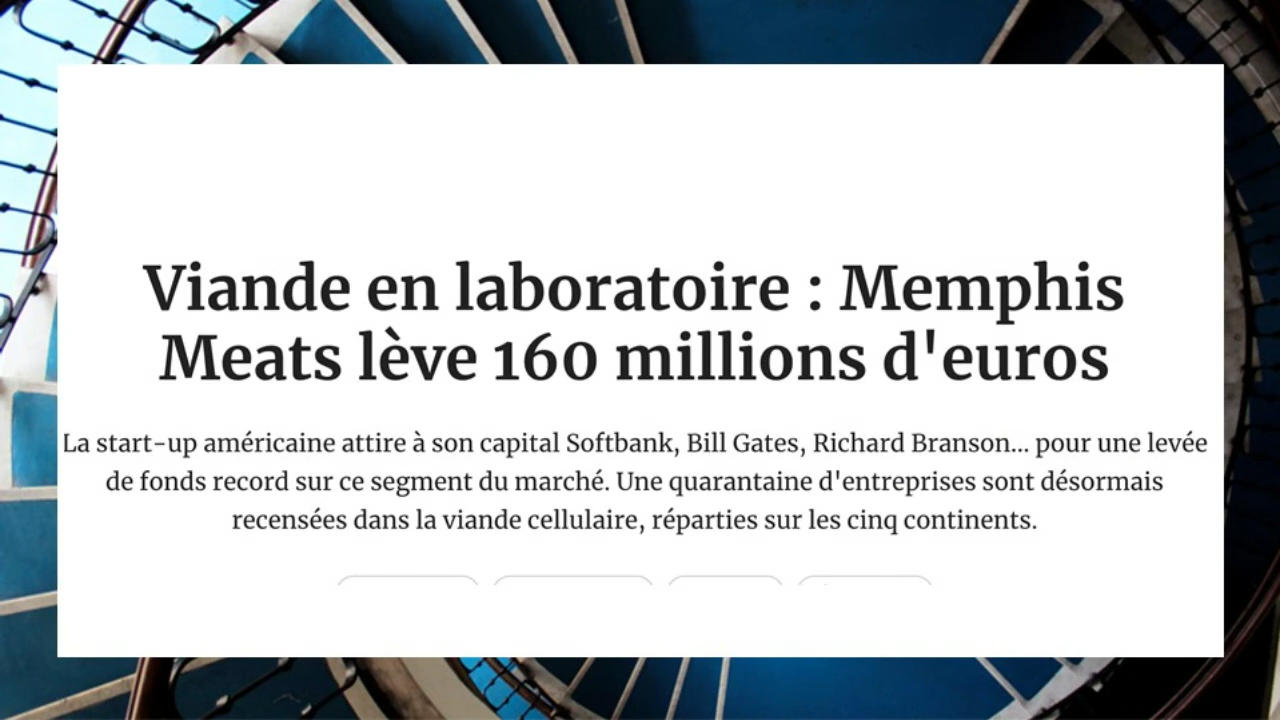 Viande en laboratoire : Memphis
Meats lève 160 millions d'euros
La start-up américaine attire à son capital Softbank, Bill Gates, Richard Branson... pour une levée
de fonds record sur ce segment du marché. Une quarantaine d'entreprises sont désormais
recensées dans la viande cellulaire, réparties sur les cinq continents.